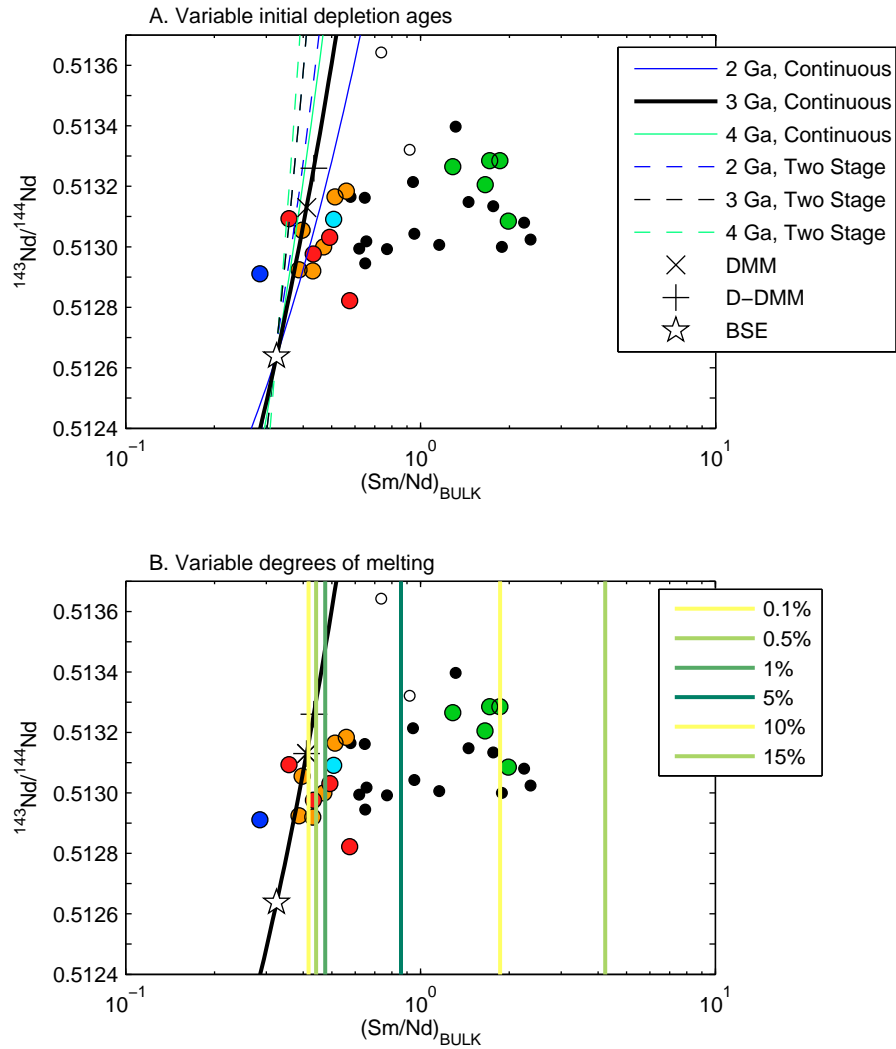 A. Variable initial depletion ages
0.5136
0.5134
0.5132
0.5130
0.5128
0.5126
0.5124
143Nd/144Nd
10−1
100
101
(Sm/Nd)BULK
2 Ga, Continuous
3 Ga, Continuous
4 Ga, Continuous
2 Ga, Two Stage
3 Ga, Two Stage
4 Ga, Two Stage
DMM
D−DMM
BSE
B. Variable degrees of melting
0.5136
0.5134
0.5132
0.5130
0.5128
0.5126
0.5124
143Nd/144Nd
10−1
100
101
(Sm/Nd)BULK
0.1%
0.5%
1%
5%
10%
15%